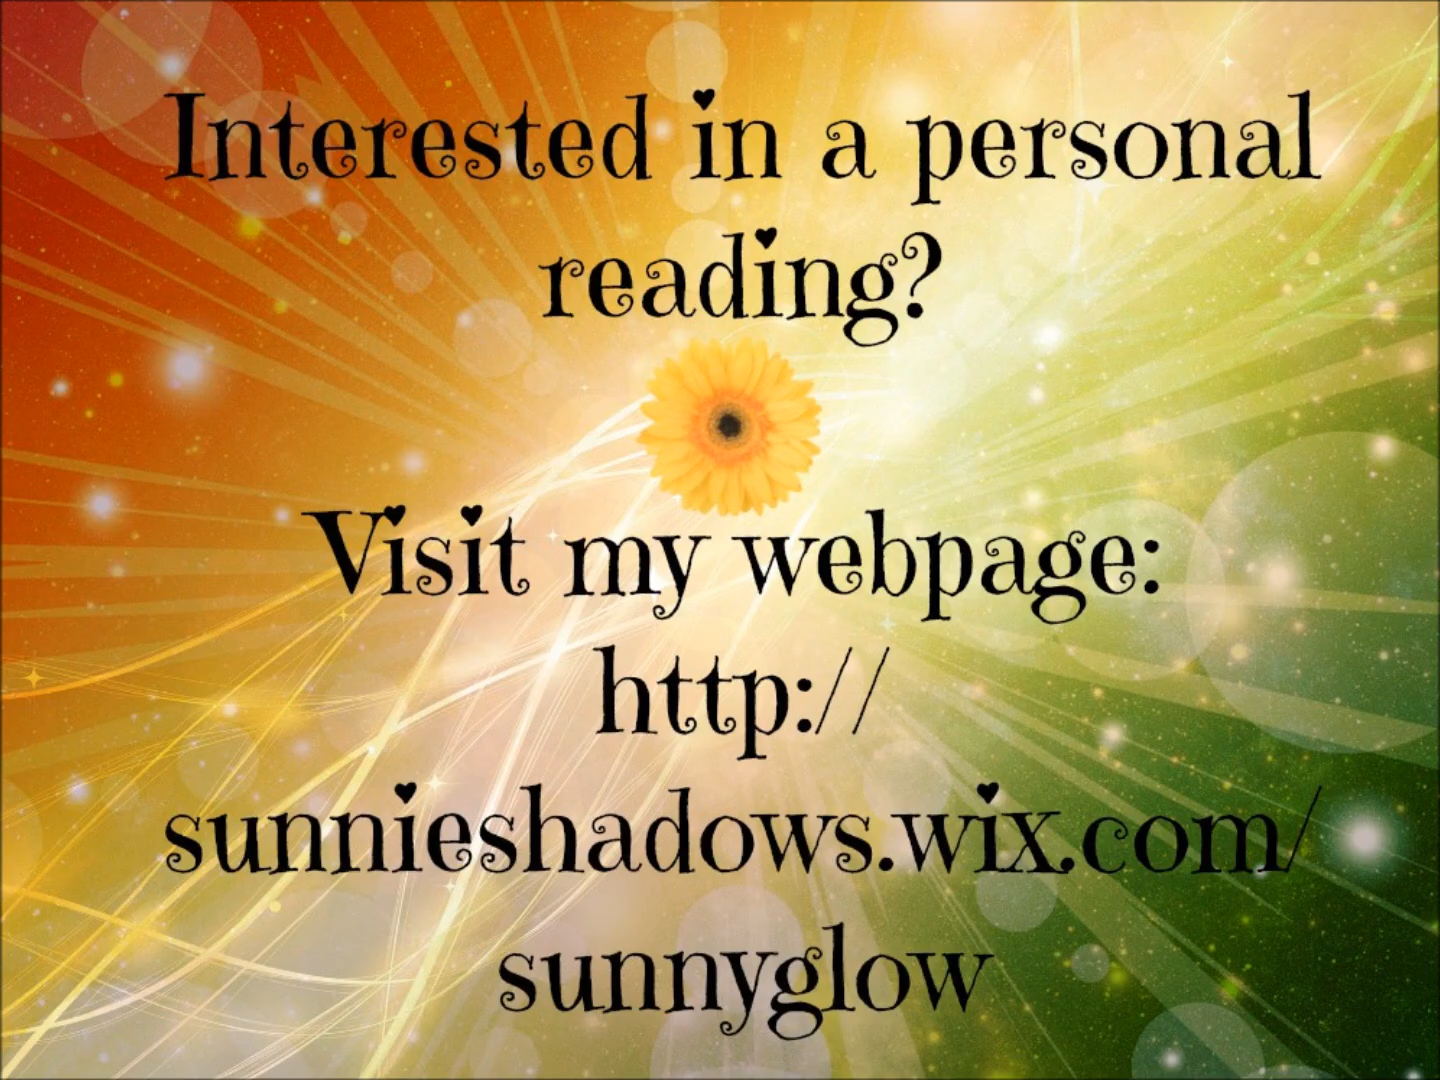 Interested in a personal
reading?
Visit my webpage:
http://
sunnieshadows.wix.com/
sunnyglow